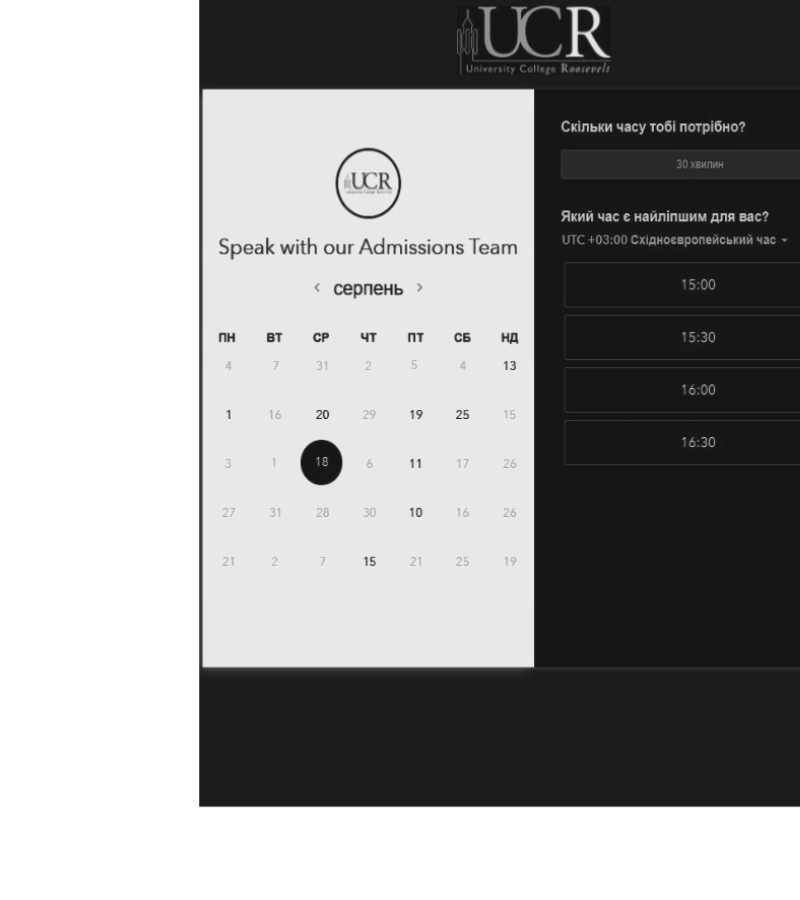 UCR
University College Roosevelt
UCR
Speak with our Admissions Team
серпень
ПН ВТ СР ЧТ ПТ СБ НД
4 7 31 2 5 4 13
1 16 20 29 19 25 15
3 1 18 6 11 17 26
27 31 28 30 10 16 26
21 2 7 15 21 25 19
Скільки часу тобі потрібно?
30 хвилин
Який час є найліпшим для вас?
UTC +03:00 Східноєвропейський час
15:00
15:30
16:00
16:30